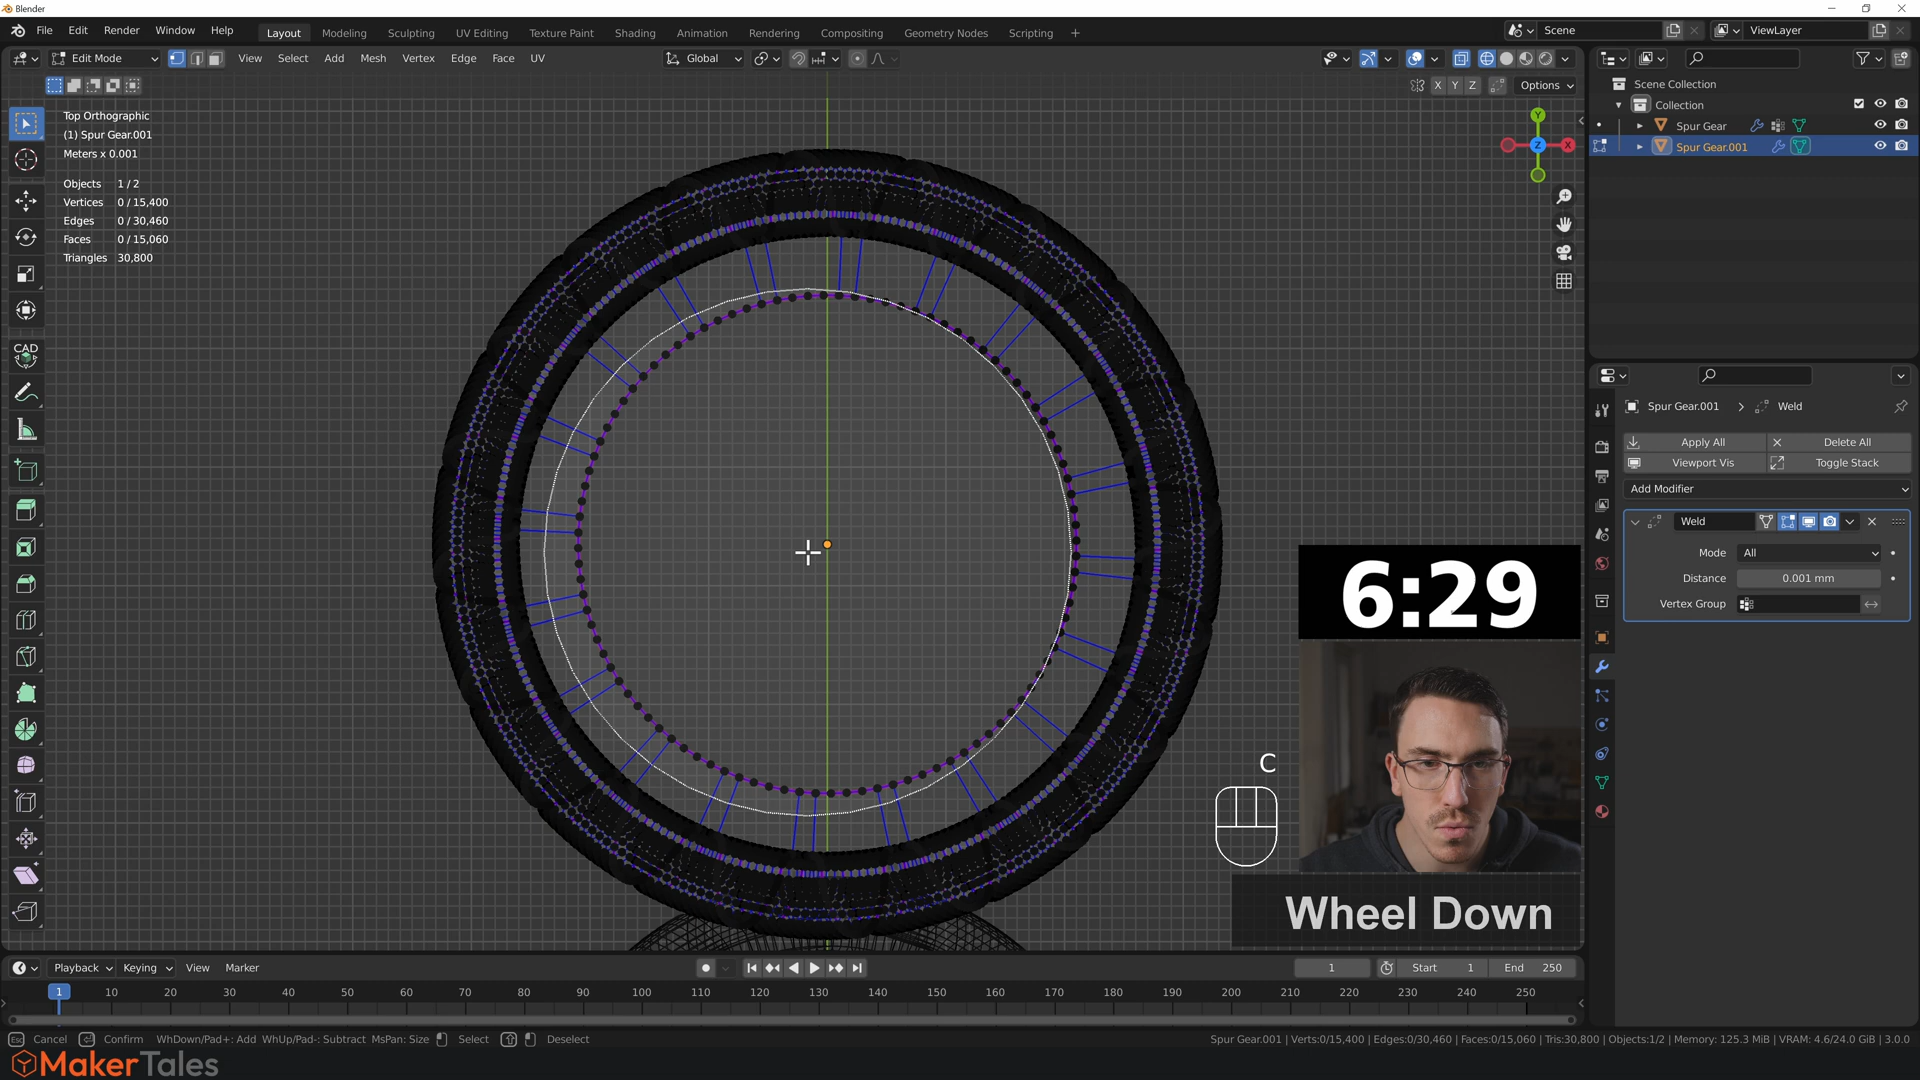 Blender
File Edit Render Window Help
Layout Modeling Sculpting UV Editing Texture Paint Shading Animation Rendering Compositing Geometry Nodes Scripting +
Scene
ViewLayer
Edit Mode
View Select Add Mesh Vertex Edge Face UV
Global
X Y Z
Options
Top Orthographic
(1) Spur Gear.001
Meters x 0.001
Objects 1 / 2
Vertices 0 / 15,400
Edges 0 / 30,460
Faces 0 / 15,060
Triangles 30,800
Y
Z
X
CAD
Scene Collection
Collection
Spur Gear
Spur Gear.001
Spur Gear.001 > Weld
Apply All
Delete All
Viewport Vis
Toggle Stack
Add Modifier
Weld
Mode All
Distance 0.001 mm
Vertex Group
6:29
C
Wheel Down
Playback Keying View Marker
1
Start 1
End 250
1 10 20 30 40 50 60 70 80 90 100 110 120 130 140 150 160 170 180 190 200 210 220 230 240 250
Esc Cancel Confirm WhDown/Pad+: Add WhUp/Pad-: Subtract MsPan: Size Select Deselect
Spur Gear.001 | Verts:0/15,400 | Edges:0/30,460 | Faces:0/15,060 | Tris:30,800 | Objects:1/2 | Memory: 125.3 MiB | VRAM: 4.6/24.0 GiB | 3.0.0
MakerTales